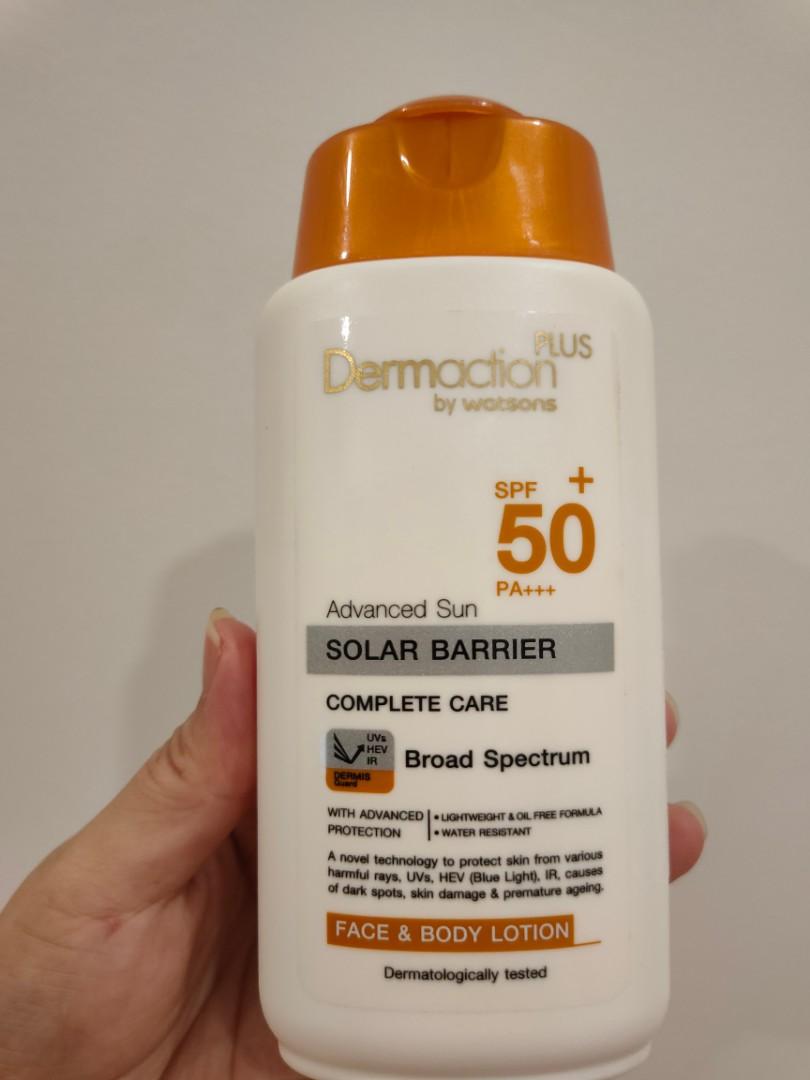 Dermaction PLUS
by watsons
SPF 50+
PA+++
Advanced Sun
SOLAR BARRIER
COMPLETE CARE
UVs
HEV
IR
DERMIS
Guard
Broad Spectrum
WITH ADVANCED
PROTECTION
• LIGHTWEIGHT & OIL FREE FORMULA
• WATER RESISTANT
A novel technology to protect skin from various
harmful rays, UVs, HEV (Blue Light), IR, causes
of dark spots, skin damage & premature ageing.
FACE & BODY LOTION
Dermatologically tested